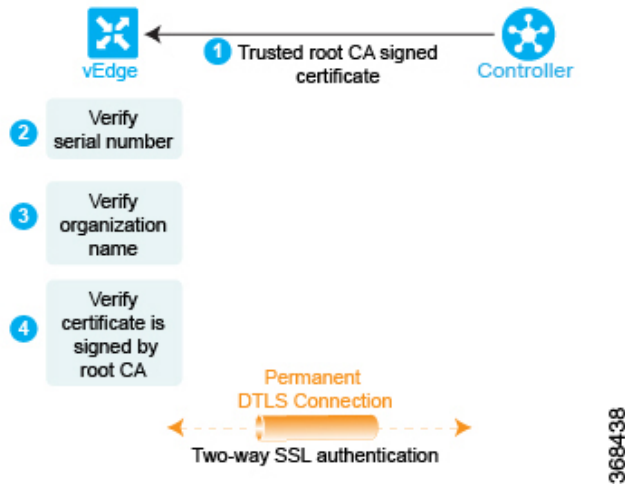 vEdge
1 Trusted root CA signed
certificate
Controller
2 Verify
serial number
3 Verify
organization
name
4 Verify
certificate is
signed by
root CA
Permanent
DTLS Connection
Two-way SSL authentication
368438